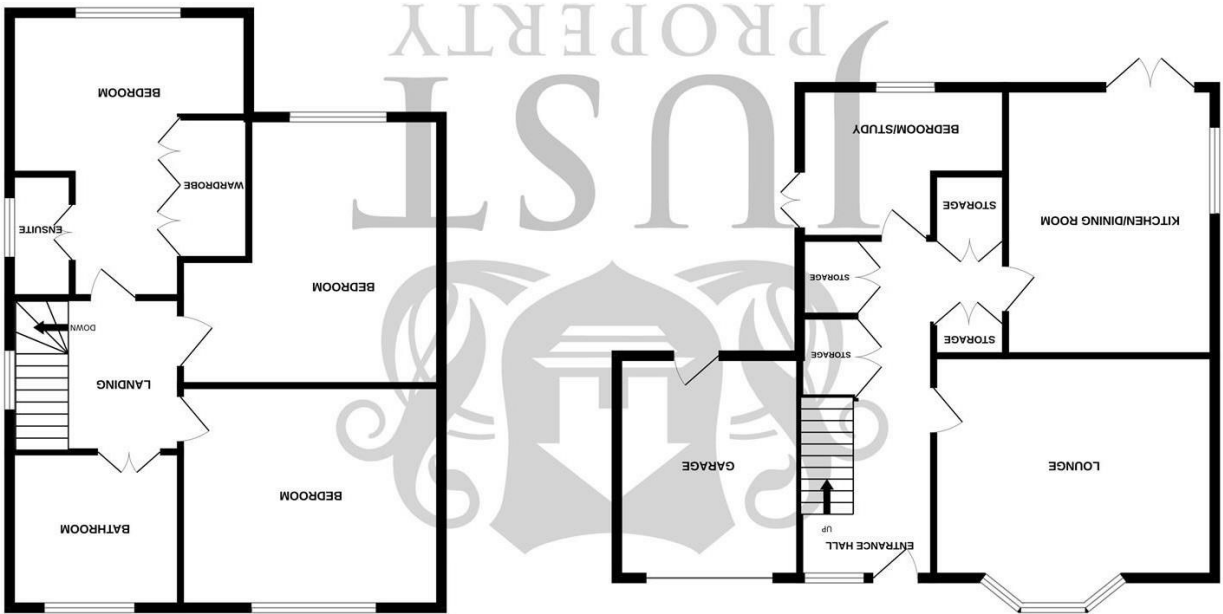 ENTRANCE HALL
UP
LOUNGE
GARAGE
STORAGE
STORAGE
STORAGE
KITCHEN/DINING ROOM
STORAGE
BEDROOM/STUDY
BATHROOM
BEDROOM
LANDING
DOWN
BEDROOM
ENSUITE
WARDROBE
BEDROOM
JUST
PROPERTY